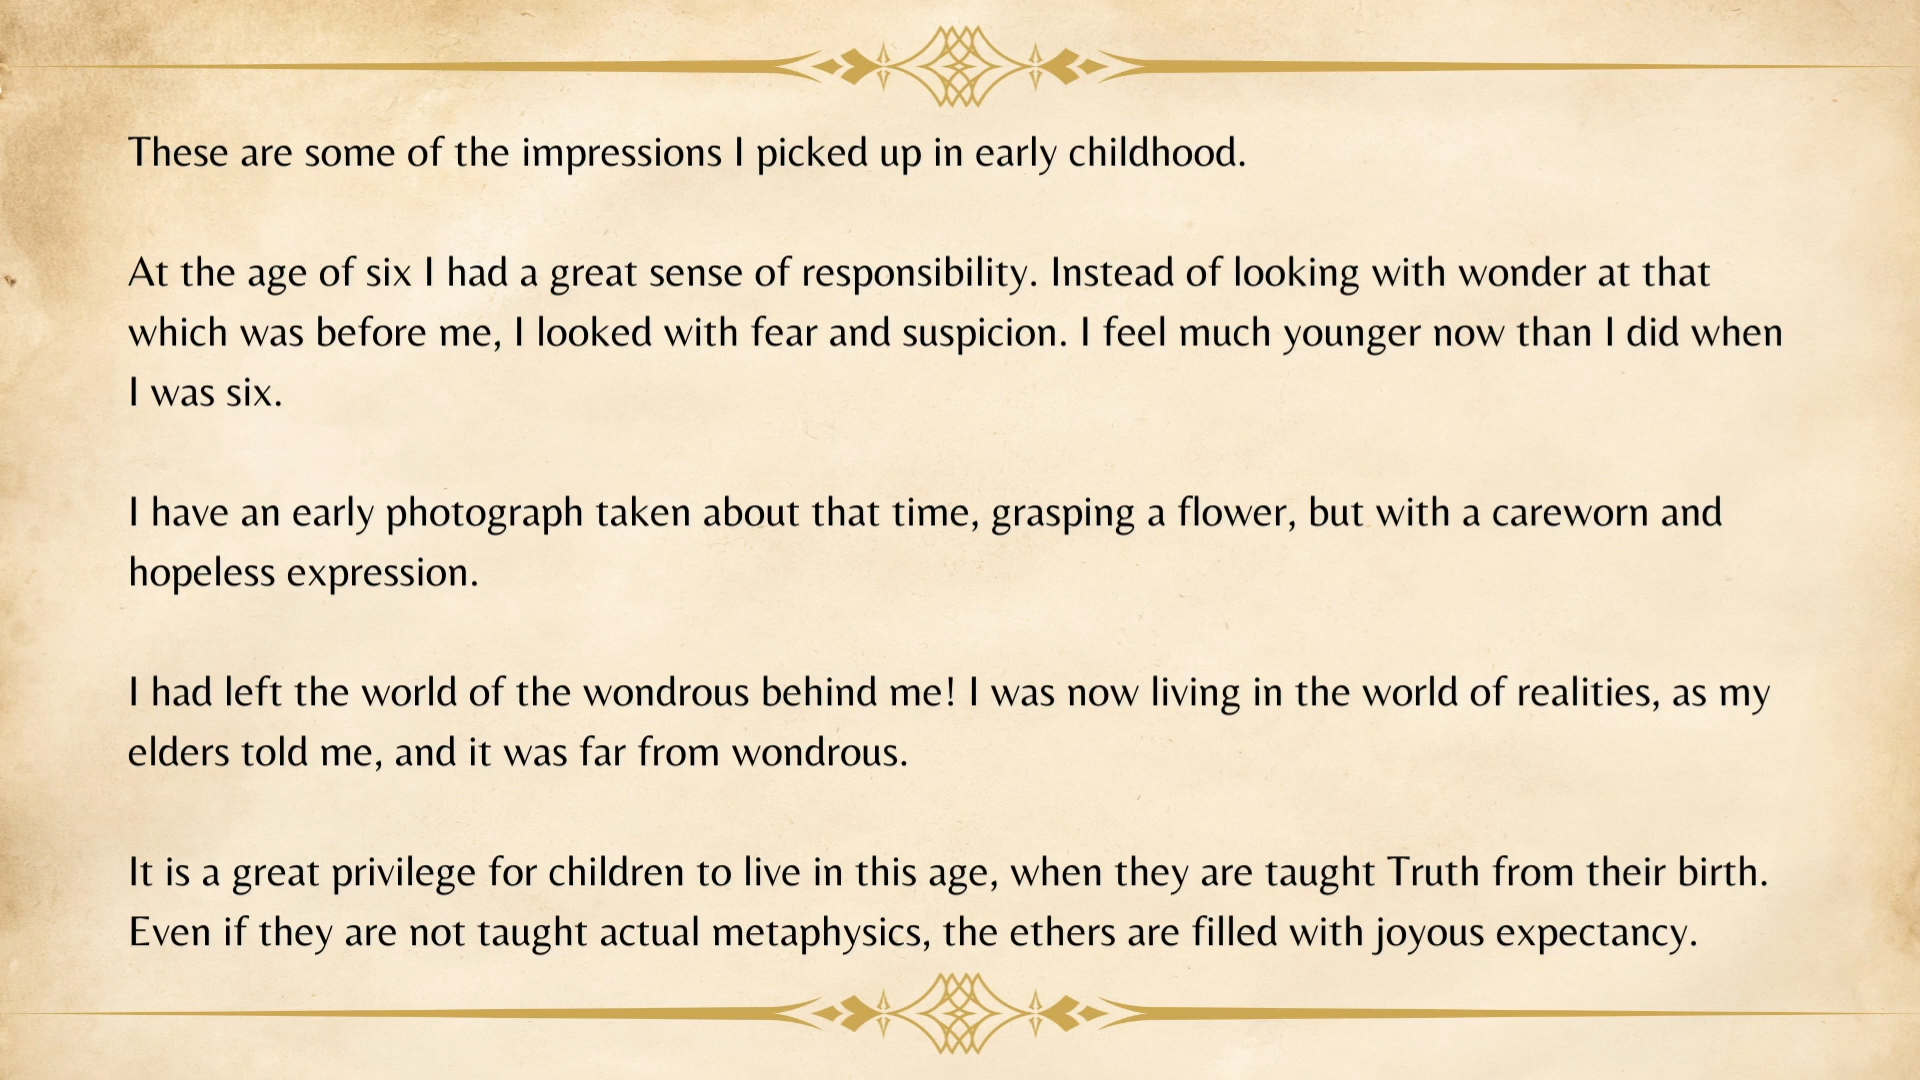 These are some of the impressions I picked up in early childhood.
At the age of six I had a great sense of responsibility. Instead of looking with wonder at that
which was before me, I looked with fear and suspicion. I feel much younger now than I did when
I was six.
I have an early photograph taken about that time, grasping a flower, but with a careworn and
hopeless expression.
I had left the world of the wondrous behind me! I was now living in the world of realities, as my
elders told me, and it was far from wondrous.
It is a great privilege for children to live in this age, when they are taught Truth from their birth.
Even if they are not taught actual metaphysics, the ethers are filled with joyous expectancy.